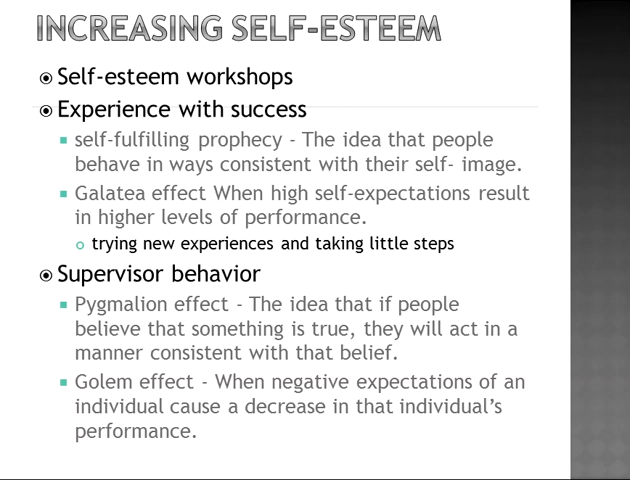 INCREASING SELF-ESTEEM
Self-esteem workshops
Experience with success
self-fulfilling prophecy - The idea that people
behave in ways consistent with their self- image.
Galatea effect When high self-expectations result
in higher levels of performance.
trying new experiences and taking little steps
Supervisor behavior
Pygmalion effect - The idea that if people
believe that something is true, they will act in a
manner consistent with that belief.
Golem effect - When negative expectations of an
individual cause a decrease in that individual’s
performance.